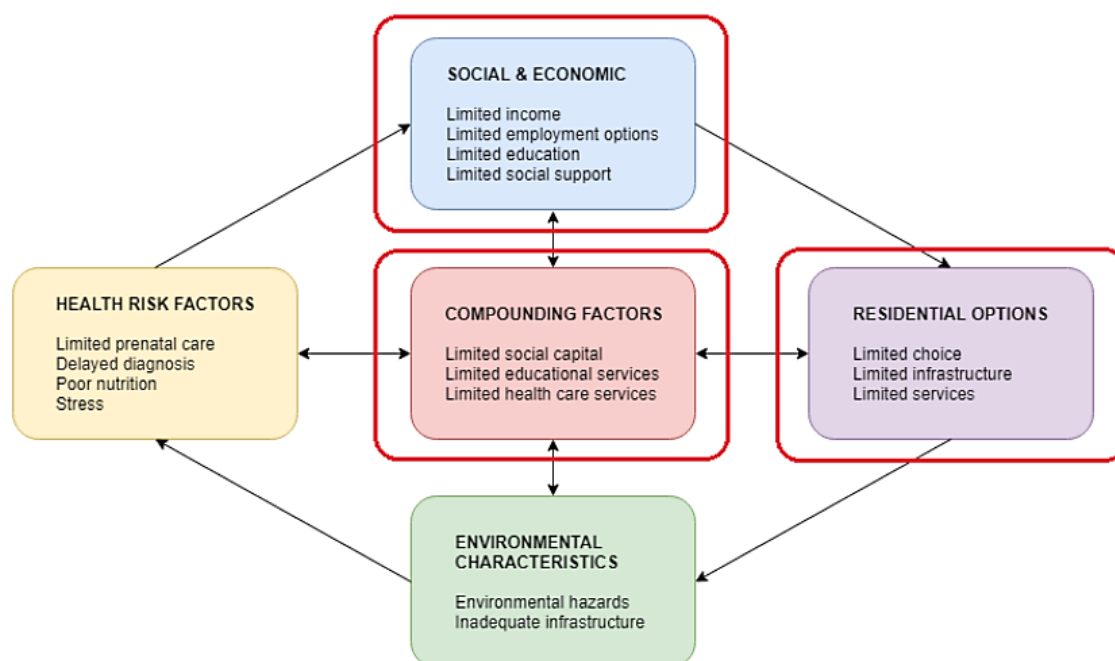 SOCIAL & ECONOMIC
Limited income
Limited employment options
Limited education
Limited social support
HEALTH RISK FACTORS
Limited prenatal care
Delayed diagnosis
Poor nutrition
Stress
COMPOUNDING FACTORS
Limited social capital
Limited educational services
Limited health care services
RESIDENTIAL OPTIONS
Limited choice
Limited infrastructure
Limited services
ENVIRONMENTAL
CHARACTERISTICS
Environmental hazards
Inadequate infrastructure